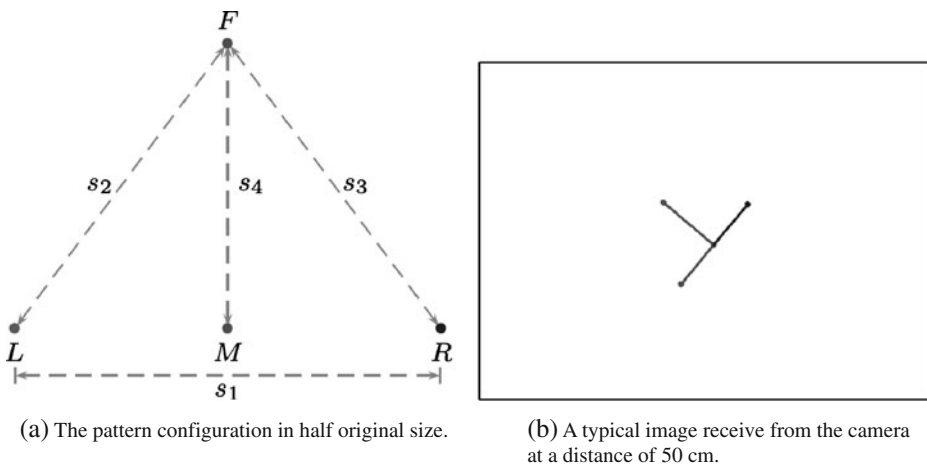 F
s2
s4
s3
L
M
R
s1
(a) The pattern configuration in half original size.
(b) A typical image receive from the camera
at a distance of 50 cm.